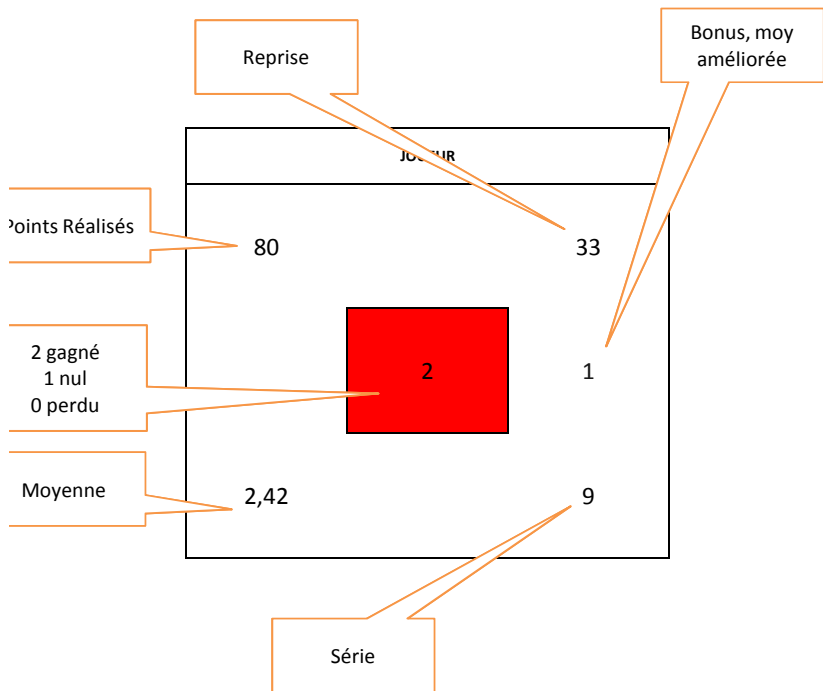 Reprise
Bonus, moy
améliorée
Points Réalisés
80
33
2 gagné
1 nul
0 perdu
2
1
Moyenne
2,42
9
Série